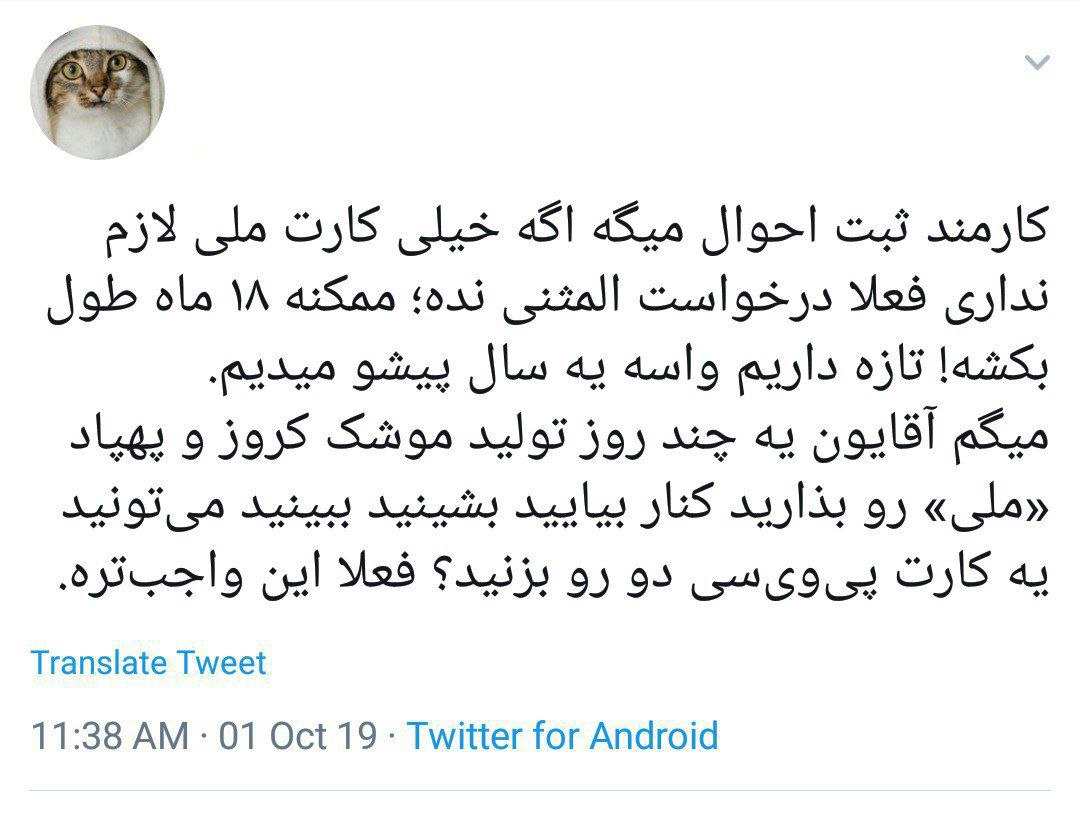 کارمند ثبت احوال میگه اگه خیلی کارت ملی لازم
نداری فعلا درخواست المثنی نده؛ ممکنه ۱۸ ماه طول
بکشه! تازه داریم واسه یه سال پیشو میدیم.
میگم آقایون یه چند روز تولید موشک کروز و پهپاد
«ملی» رو بذارید کنار بیایید بشینید ببینید می‌تونید
یه کارت پی‌وی‌سی دو رو بزنید؟ فعلا این واجب‌تره.
Translate Tweet
11:38 AM · 01 Oct 19 · Twitter for Android